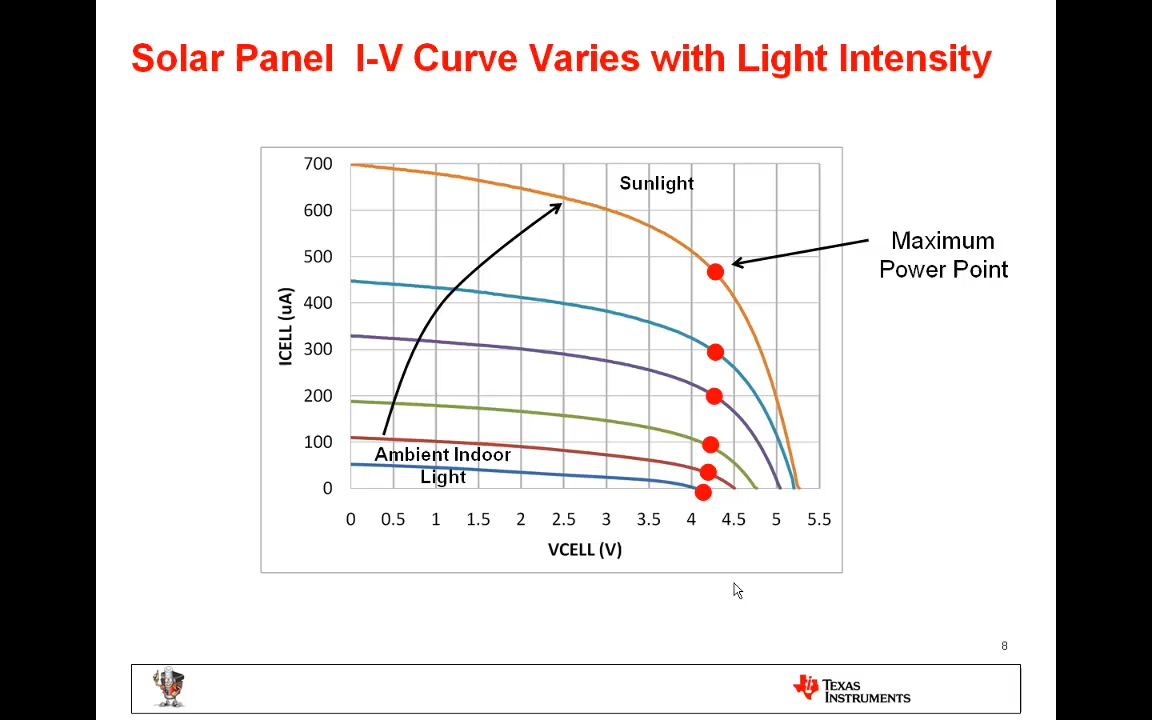 Solar Panel I-V Curve Varies with Light Intensity
700
600
500
400
300
200
100
0
ICELL (uA)
Sunlight
Maximum
Power Point
Ambient Indoor
Light
0 0.5 1 1.5 2 2.5 3 3.5 4 4.5 5 5.5
VCELL (V)
8
TEXAS
INSTRUMENTS